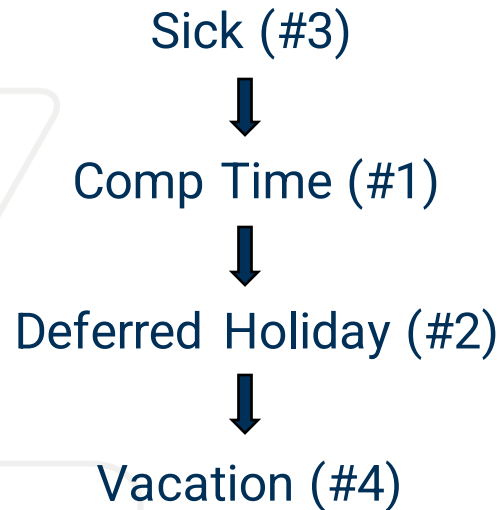 Sick (#3)
Comp Time (#1)
Deferred Holiday (#2)
Vacation (#4)